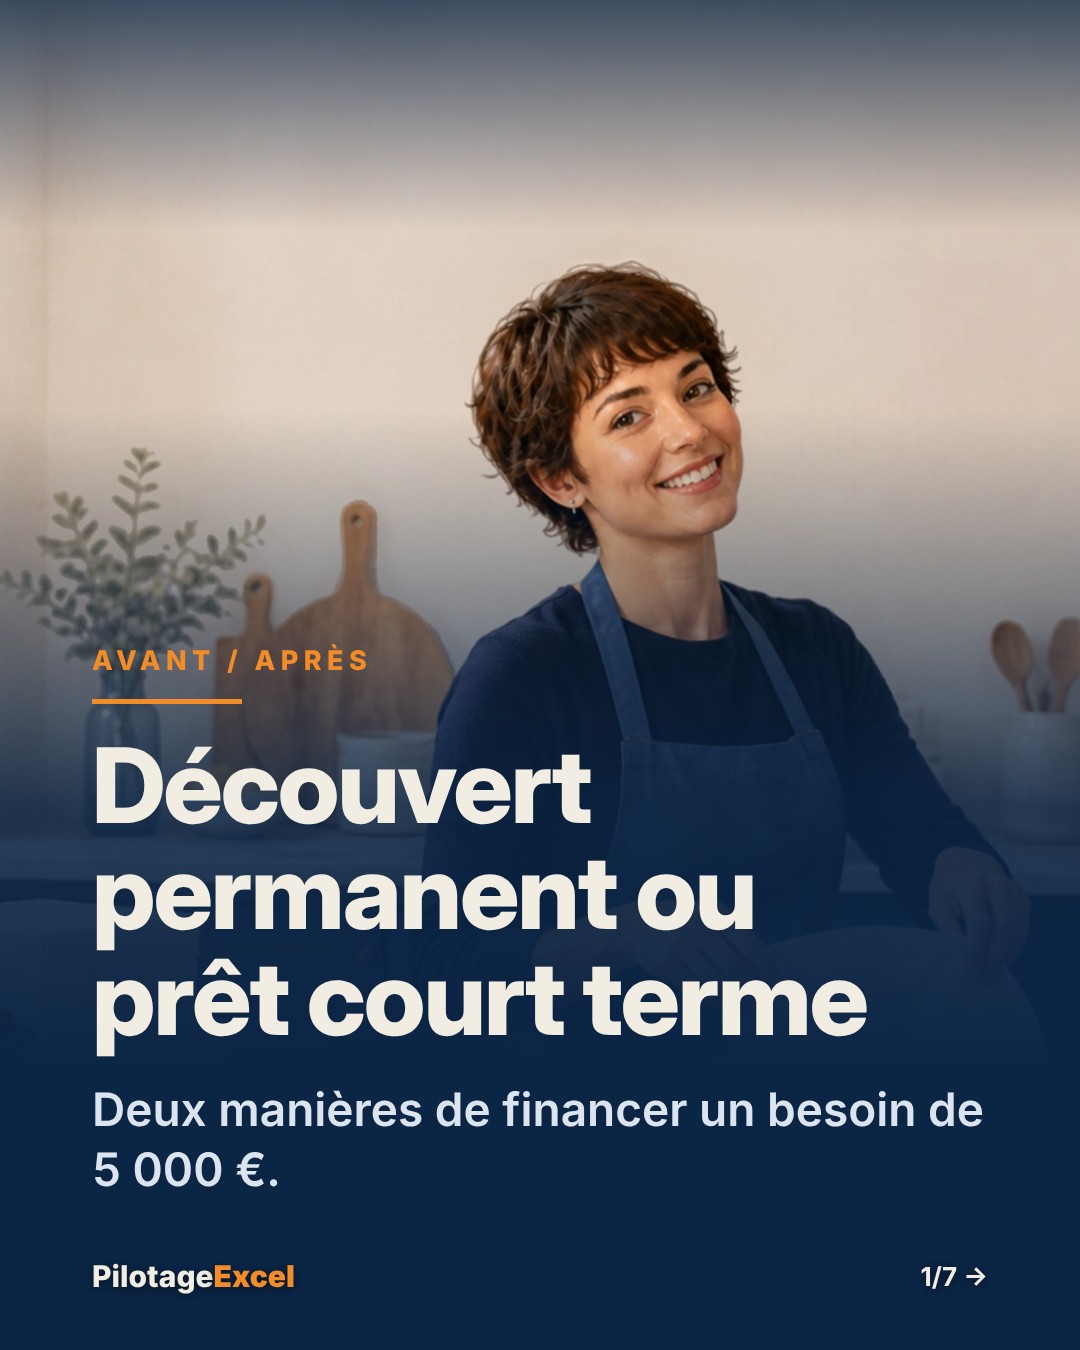 AVANT / APRÈS
Découvert
permanent ou
prêt court terme
Deux manières de financer un besoin de
5 000 €.
PilotageExcel
1/7 →